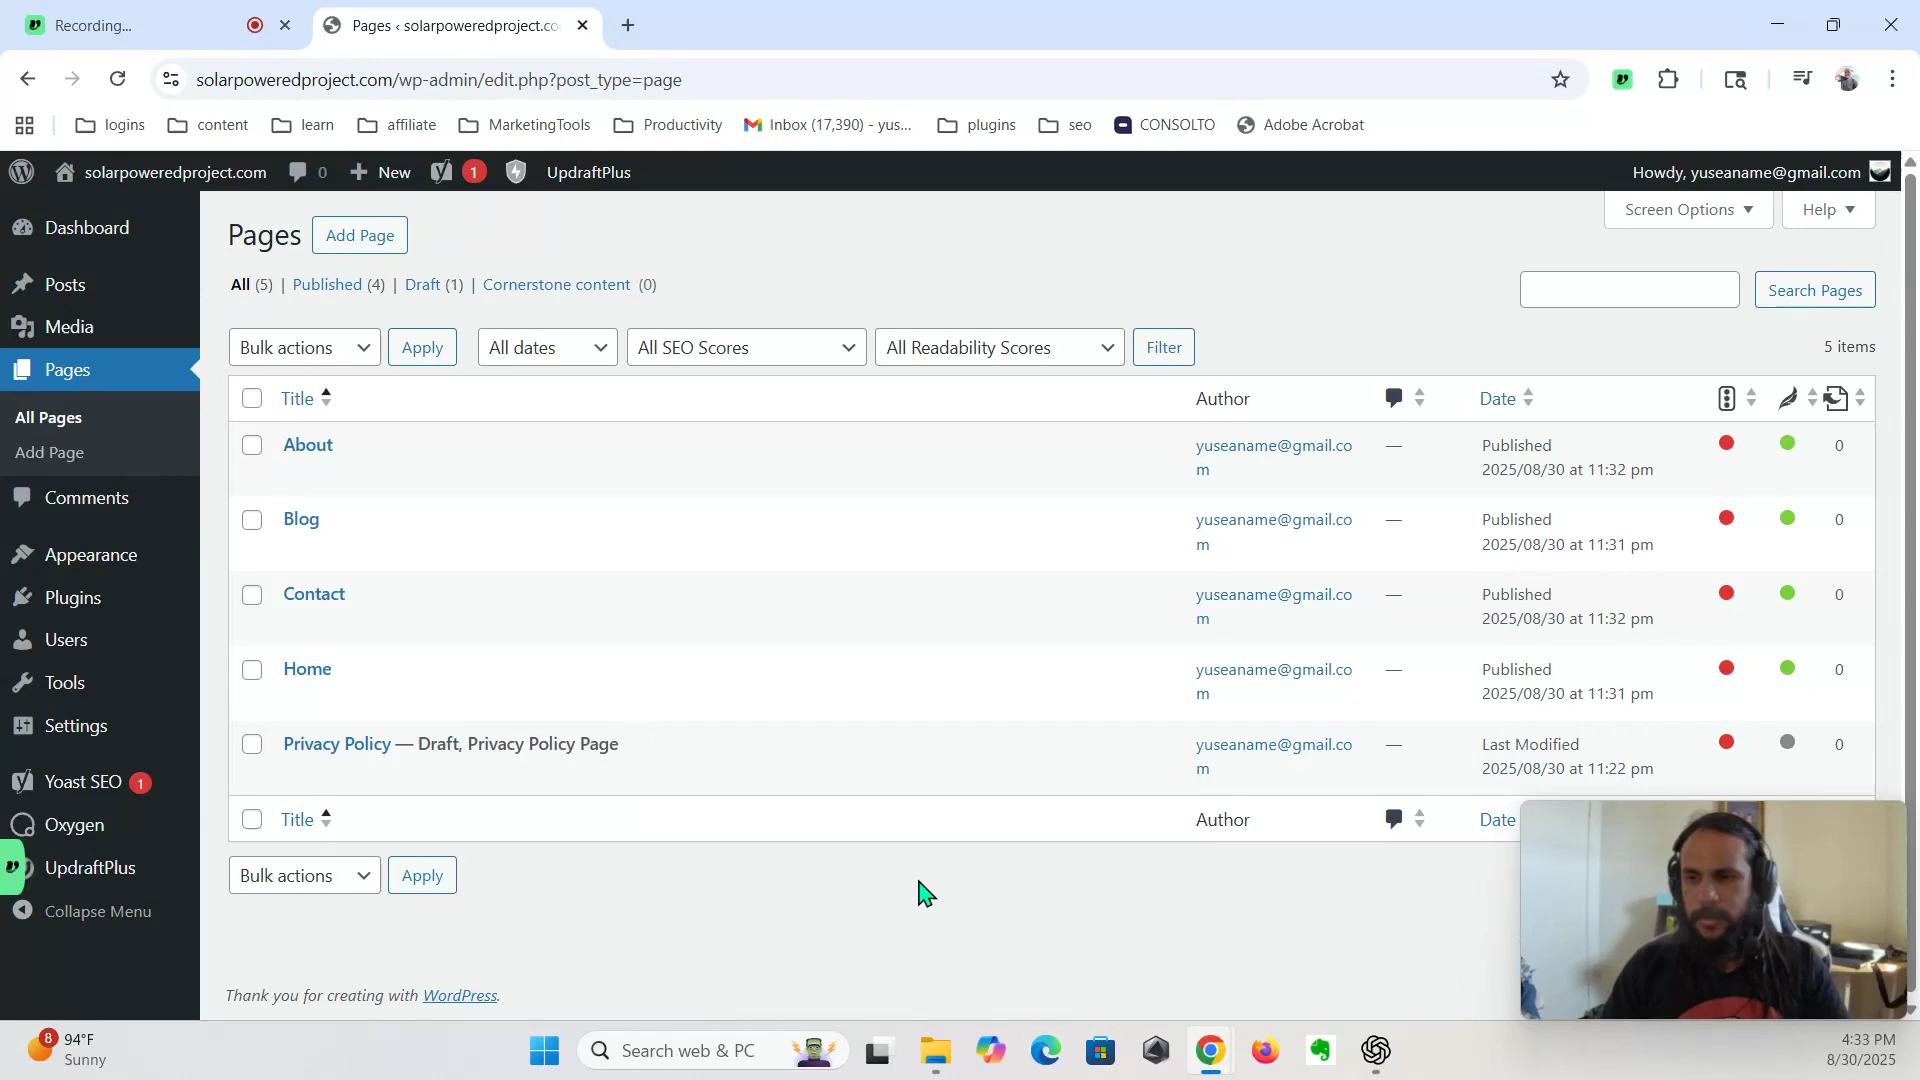 Recording...
Pages ‹ solarpoweredproject.co
solarpoweredproject.com/wp-admin/edit.php?post_type=page
logins
content
learn
affiliate
MarketingTools
Productivity
Inbox (17,390) - yus...
plugins
seo
CONSOLTO
Adobe Acrobat
solarpoweredproject.com
0
New
1
UpdraftPlus
Howdy, yuseaname@gmail.com
Dashboard
Posts
Media
Pages
All Pages
Add Page
Comments
Appearance
Plugins
Users
Tools
Settings
Yoast SEO 1
Oxygen
UpdraftPlus
Collapse Menu
Screen Options
Help
Pages
Add Page
All (5) | Published (4) | Draft (1) | Cornerstone content (0)
Search Pages
Bulk actions
Apply
All dates
All SEO Scores
All Readability Scores
Filter
5 items
Title
Author
Date
About
yuseaname@gmail.co
m
—
Published
2025/08/30 at 11:32 pm
0
Blog
yuseaname@gmail.co
m
—
Published
2025/08/30 at 11:31 pm
0
Contact
yuseaname@gmail.co
m
—
Published
2025/08/30 at 11:32 pm
0
Home
yuseaname@gmail.co
m
—
Published
2025/08/30 at 11:31 pm
0
Privacy Policy — Draft, Privacy Policy Page
yuseaname@gmail.co
m
—
Last Modified
2025/08/30 at 11:22 pm
0
Title
Author
Date
Bulk actions
Apply
Thank you for creating with WordPress.
8
94°F
Sunny
Search web & PC
4:33 PM
8/30/2025